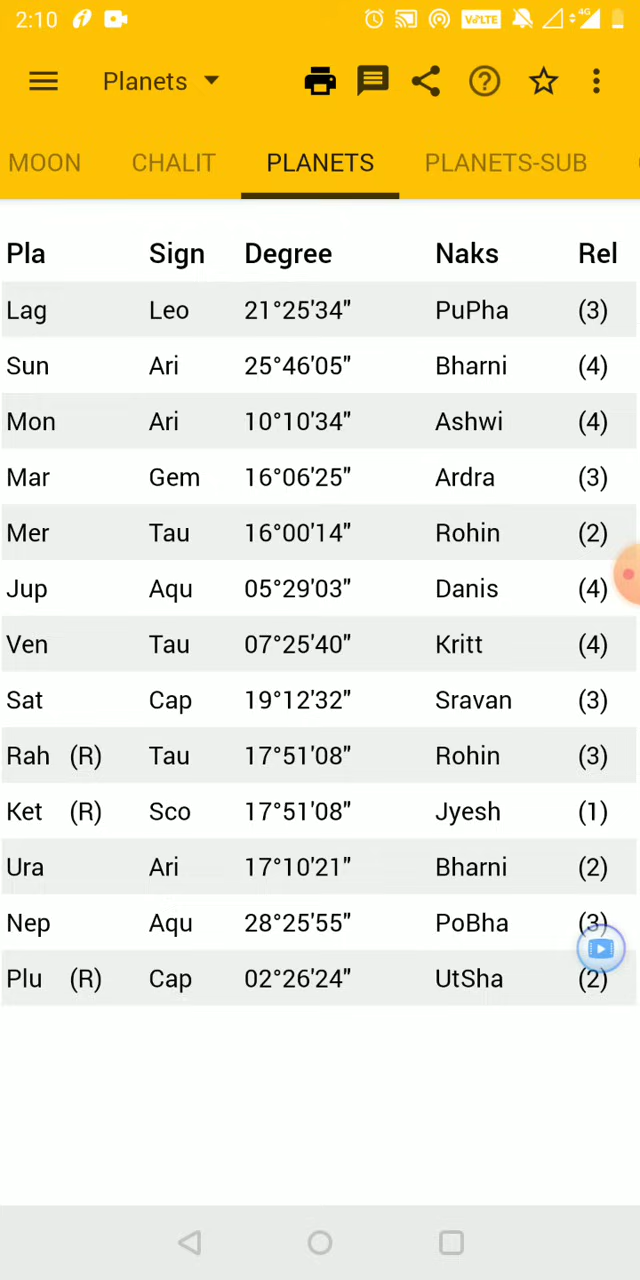 2:10 VoLTE 4G
Planets
MOON CHALIT PLANETS PLANETS-SUB
Pla Sign Degree Naks Rel
Lag Leo 21°25'34" PuPha (3)
Sun Ari 25°46'05" Bharni (4)
Mon Ari 10°10'34" Ashwi (4)
Mar Gem 16°06'25" Ardra (3)
Mer Tau 16°00'14" Rohin (2)
Jup Aqu 05°29'03" Danis (4)
Ven Tau 07°25'40" Kritt (4)
Sat Cap 19°12'32" Sravan (3)
Rah (R) Tau 17°51'08" Rohin (3)
Ket (R) Sco 17°51'08" Jyesh (1)
Ura Ari 17°10'21" Bharni (2)
Nep Aqu 28°25'55" PoBha (3)
Plu (R) Cap 02°26'24" UtSha (2)